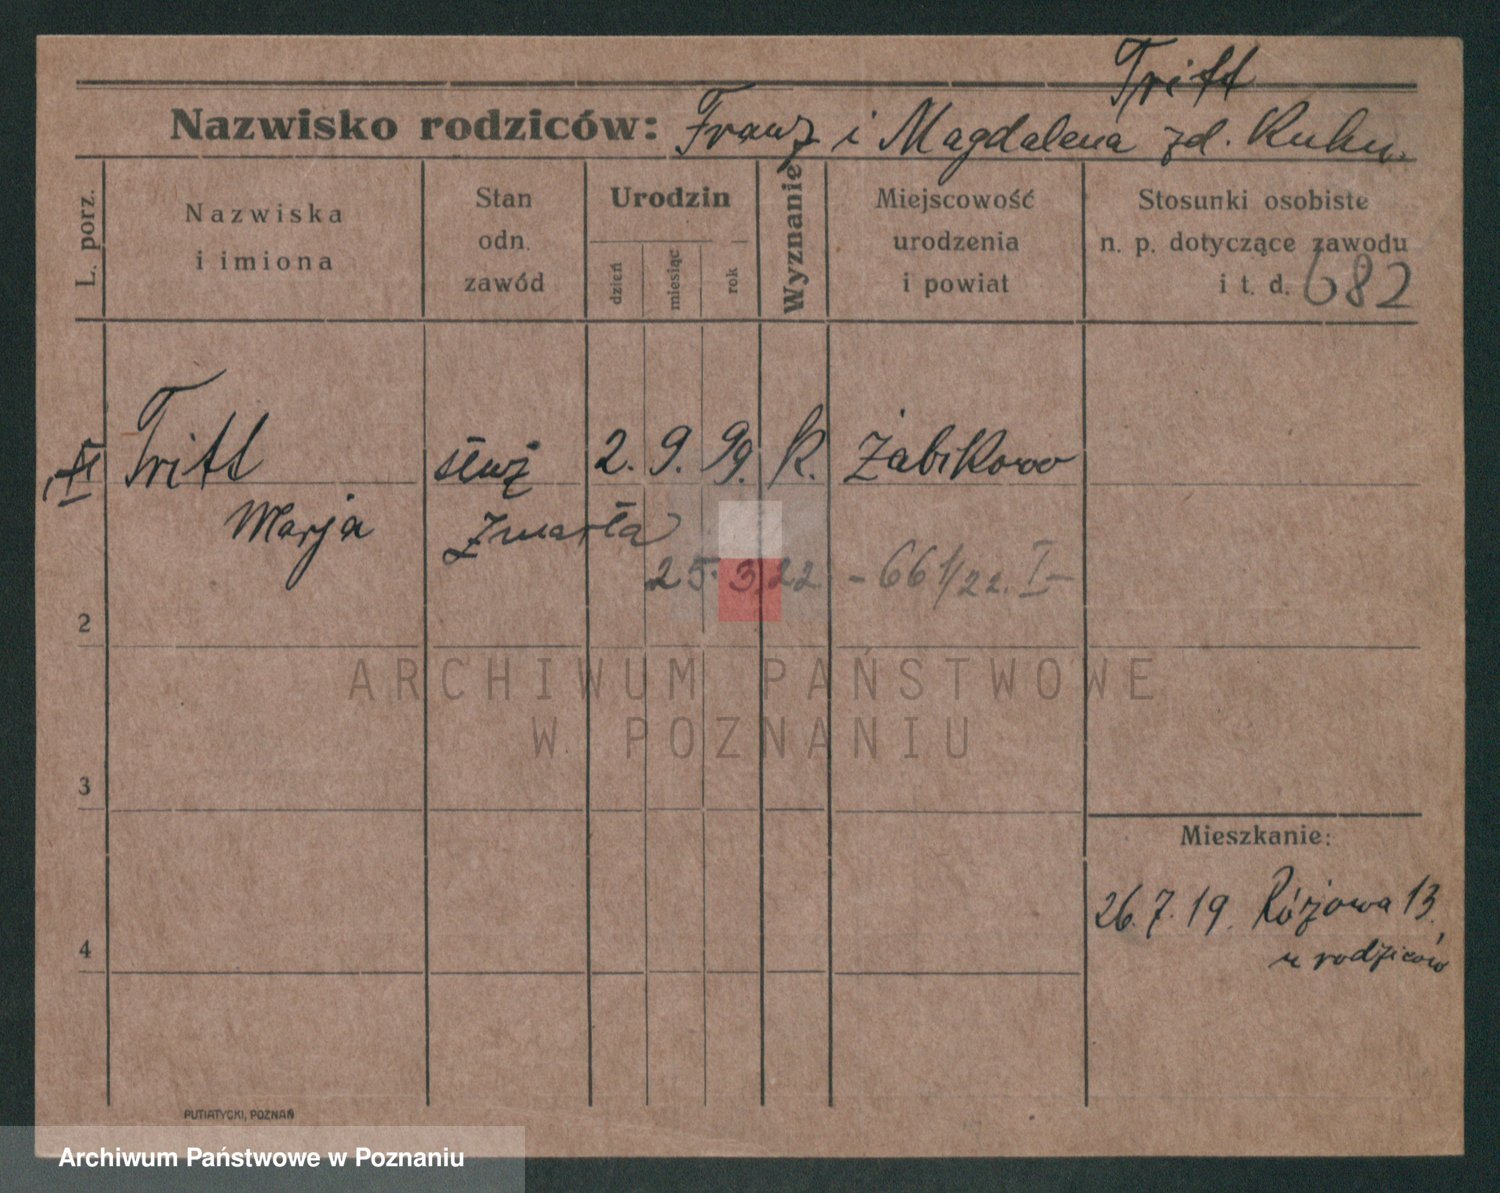 Tritt
Nazwisko rodziców: Franz i Magdalena zd. Kuhn.
L. porz.
Nazwiska
i imiona
Stan
odn.
zawód
Urodzin
dzień
miesiąc
rok
Wyznanie
Miejscowość
urodzenia
i powiat
Stosunki osobiste
n. p. dotyczące zawodu
i t. d. 682
Tritt
służ
2. 9. 99. K. Żabikowo
Marja
zmarła
25.3.22 - 661/22. I -
2
ARCHIWUM PAŃSTWOWE
W POZNANIU
3
Mieszkanie:
26.7.19. Różowa 13,
u rodziców
4
PUTIATYCKI, POZNAŃ
Archiwum Państwowe w Poznaniu